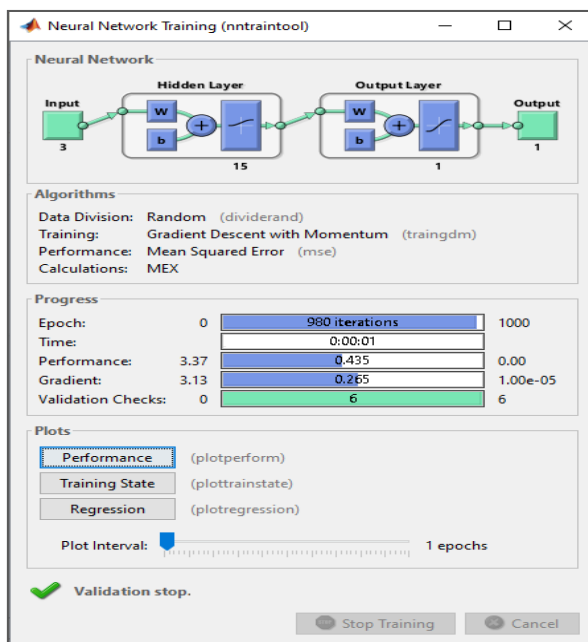 Neural Network Training (nntraintool)
Neural Network
Hidden Layer
Output Layer
Input
W
b
+
W
b
+
Output
3
15
1
1
Algorithms
Data Division: Random (dividerand)
Training: Gradient Descent with Momentum (traingdm)
Performance: Mean Squared Error (mse)
Calculations: MEX
Progress
Epoch: 0 980 iterations 1000
Time: 0:00:01
Performance: 3.37 0.435 0.00
Gradient: 3.13 0.265 1.00e-05
Validation Checks: 0 6 6
Plots
Performance (plotperform)
Training State (plottrainstate)
Regression (plotregression)
Plot Interval: 1 epochs
Validation stop.
Stop Training Cancel